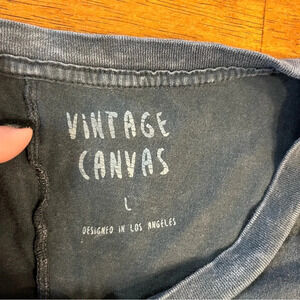 ViNTAGE
CANVAS
L
DESIGNED IN LOS ANGELES